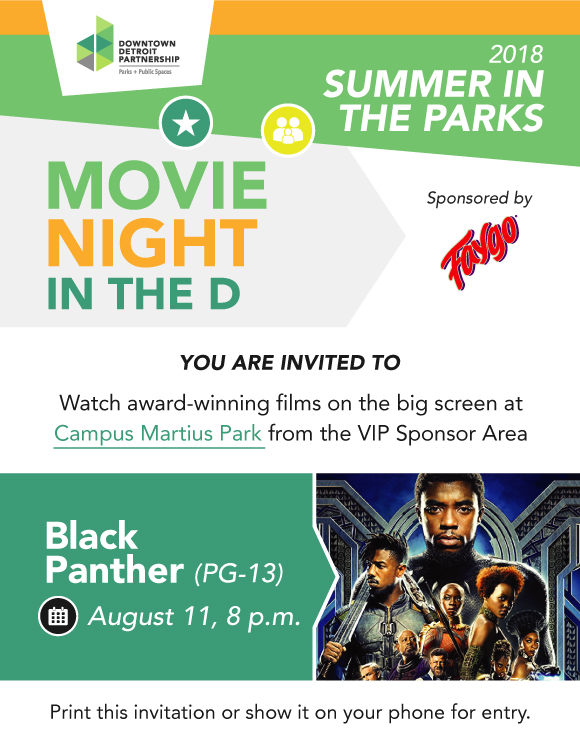 DOWNTOWN
DETROIT
PARTNERSHIP
Parks + Public Spaces
2018
SUMMER IN
THE PARKS
MOVIE
NIGHT
IN THE D
Sponsored by
Faygo
YOU ARE INVITED TO
Watch award-winning films on the big screen at
Campus Martius Park from the VIP Sponsor Area
Black
Panther (PG-13)
August 11, 8 p.m.
Print this invitation or show it on your phone for entry.